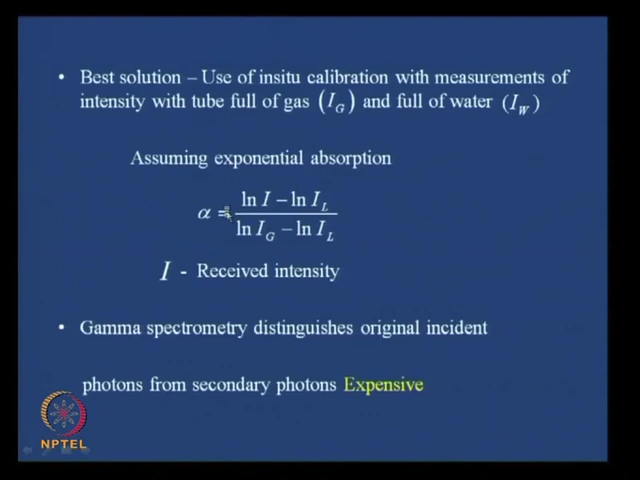 • Best solution – Use of insitu calibration with measurements of
intensity with tube full of gas (I_G) and full of water (I_W)
Assuming exponential absorption
α = (ln I − ln I_L) / (ln I_G − ln I_L)
I - Received intensity
• Gamma spectrometry distinguishes original incident
photons from secondary photons Expensive
NPTEL